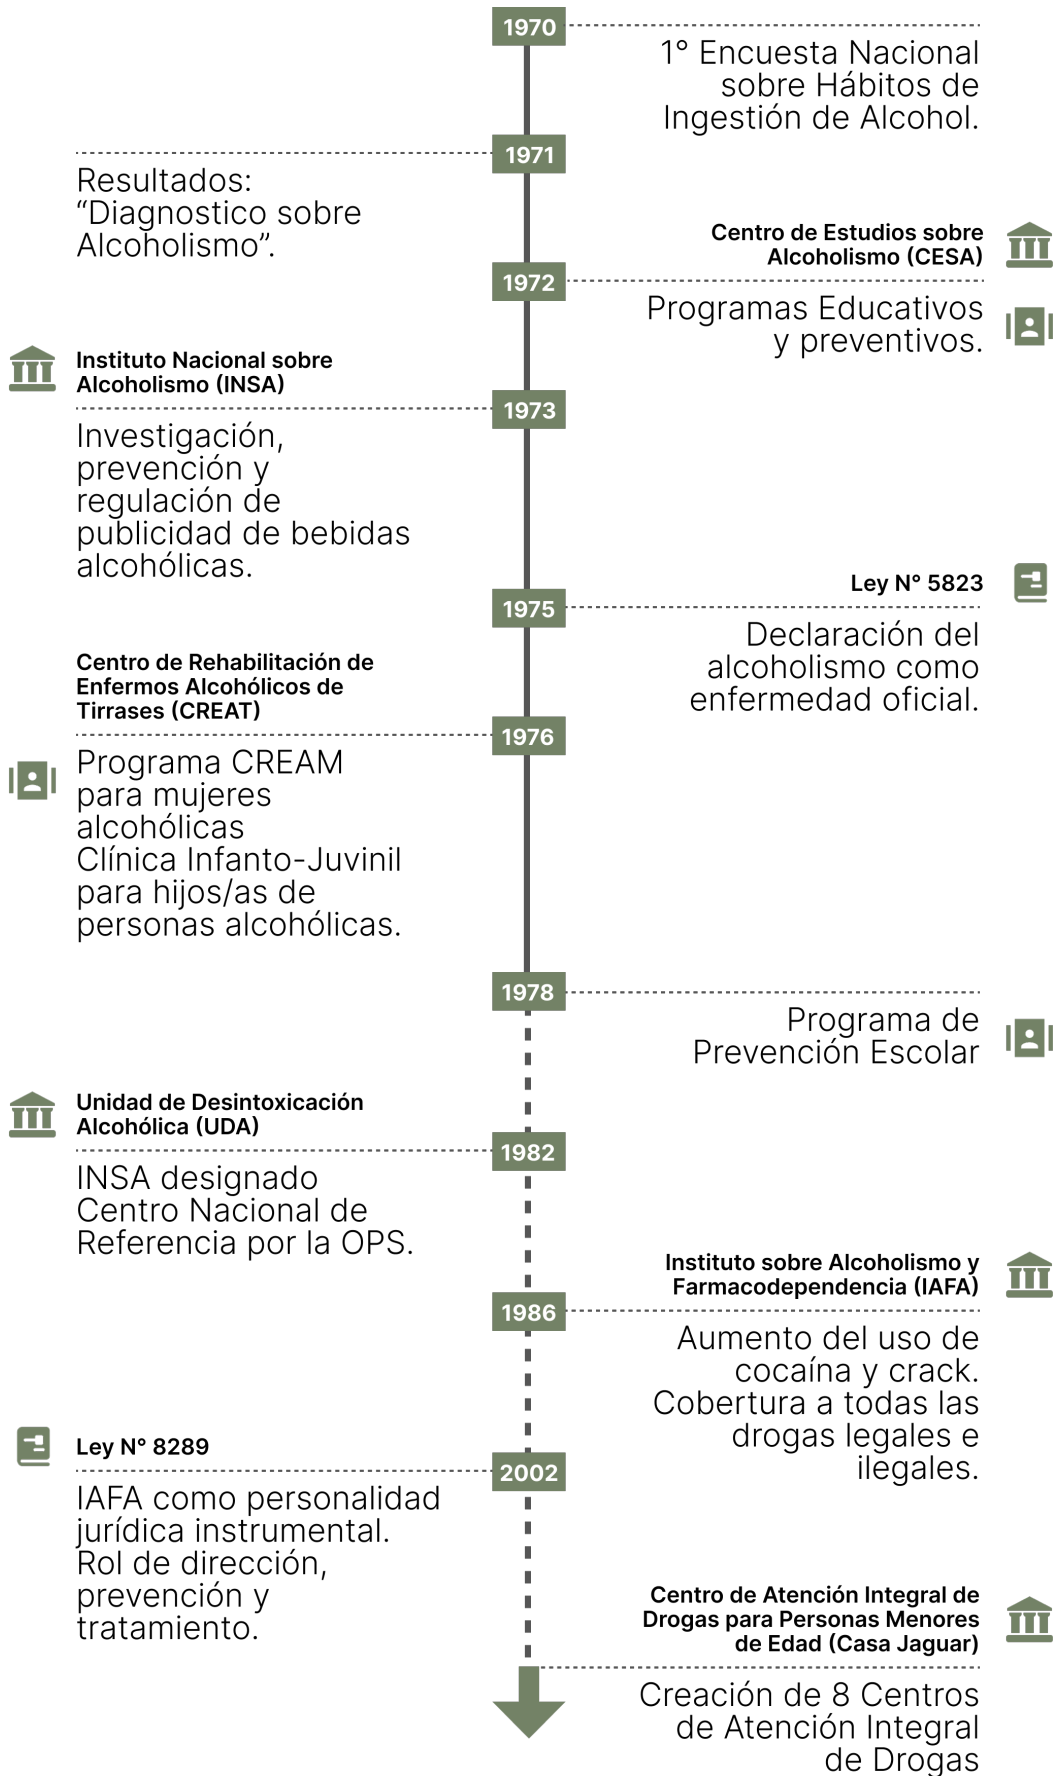 1970
1° Encuesta Nacional
sobre Hábitos de
Ingestión de Alcohol.
1971
Resultados:
“Diagnostico sobre
Alcoholismo”.
Centro de Estudios sobre
Alcoholismo (CESA)
1972
Programas Educativos
y preventivos.
Instituto Nacional sobre
Alcoholismo (INSA)
1973
Investigación,
prevención y
regulación de
publicidad de bebidas
alcohólicas.
Ley N° 5823
1975
Declaración del
alcoholismo como
enfermedad oficial.
Centro de Rehabilitación de
Enfermos Alcohólicos de
Tirrases (CREAT)
1976
Programa CREAM
para mujeres
alcohólicas
Clínica Infanto-Juvinil
para hijos/as de
personas alcohólicas.
1978
Programa de
Prevención Escolar
Unidad de Desintoxicación
Alcohólica (UDA)
1982
INSA designado
Centro Nacional de
Referencia por la OPS.
Instituto sobre Alcoholismo y
Farmacodependencia (IAFA)
1986
Aumento del uso de
cocaína y crack.
Cobertura a todas las
drogas legales e
ilegales.
Ley N° 8289
2002
IAFA como personalidad
jurídica instrumental.
Rol de dirección,
prevención y
tratamiento.
Centro de Atención Integral de
Drogas para Personas Menores
de Edad (Casa Jaguar)
Creación de 8 Centros
de Atención Integral
de Drogas